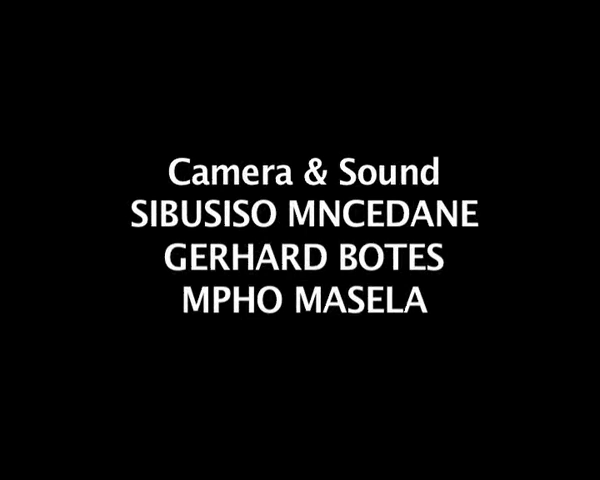 Camera & Sound
SIBUSISO MNCEDANE
GERHARD BOTES
MPHO MASELA